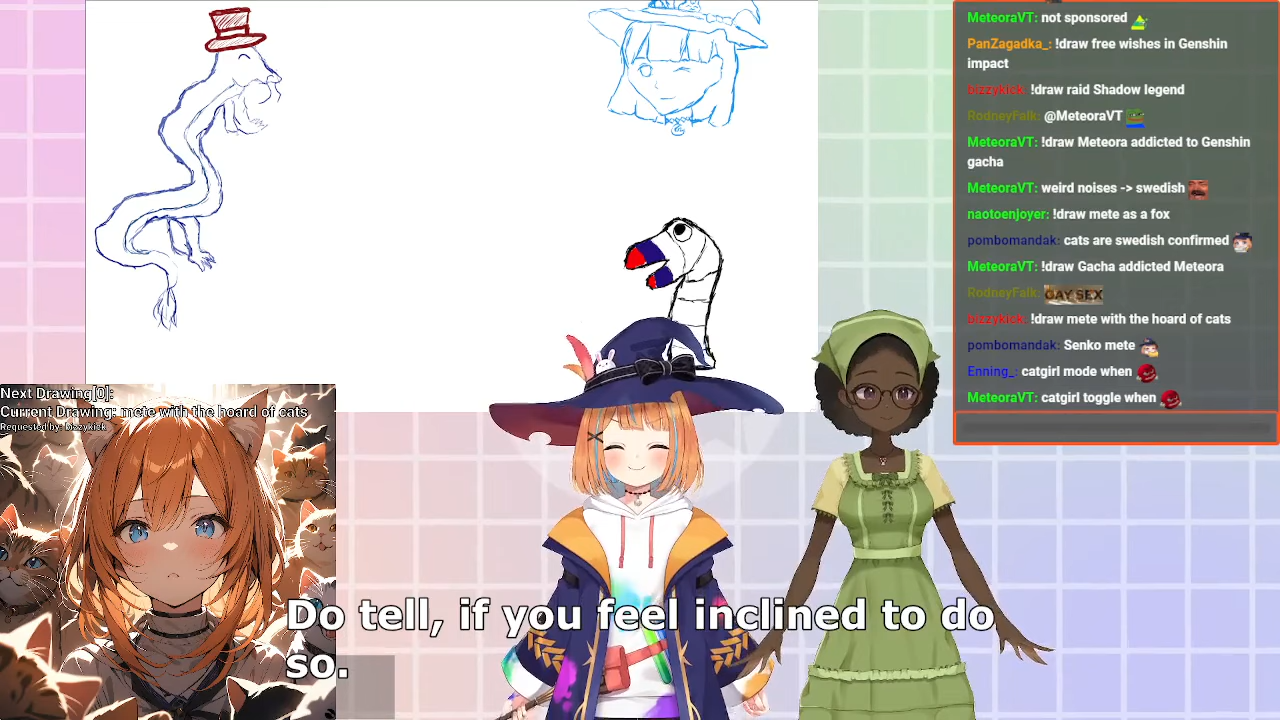 MeteoraVT: not sponsored
PanZagadka_: !draw free wishes in Genshin
impact
bizzykick: !draw raid Shadow legend
RodneyFalk: @MeteoraVT
MeteoraVT: !draw Meteora addicted to Genshin
gacha
MeteoraVT: weird noises -> swedish
naotoenjoyer: !draw mete as a fox
pombomandak: cats are swedish confirmed
MeteoraVT: !draw Gacha addicted Meteora
RodneyFalk: GAY SEX
bizzykick: !draw mete with the hoard of cats
pombomandak: Senko mete
Enning_: catgirl mode when
MeteoraVT: catgirl toggle when
Next Drawing[0]:
Current Drawing: mete with the hoard of cats
Requested by: bizzykick
Do tell, if you feel inclined to do
so.